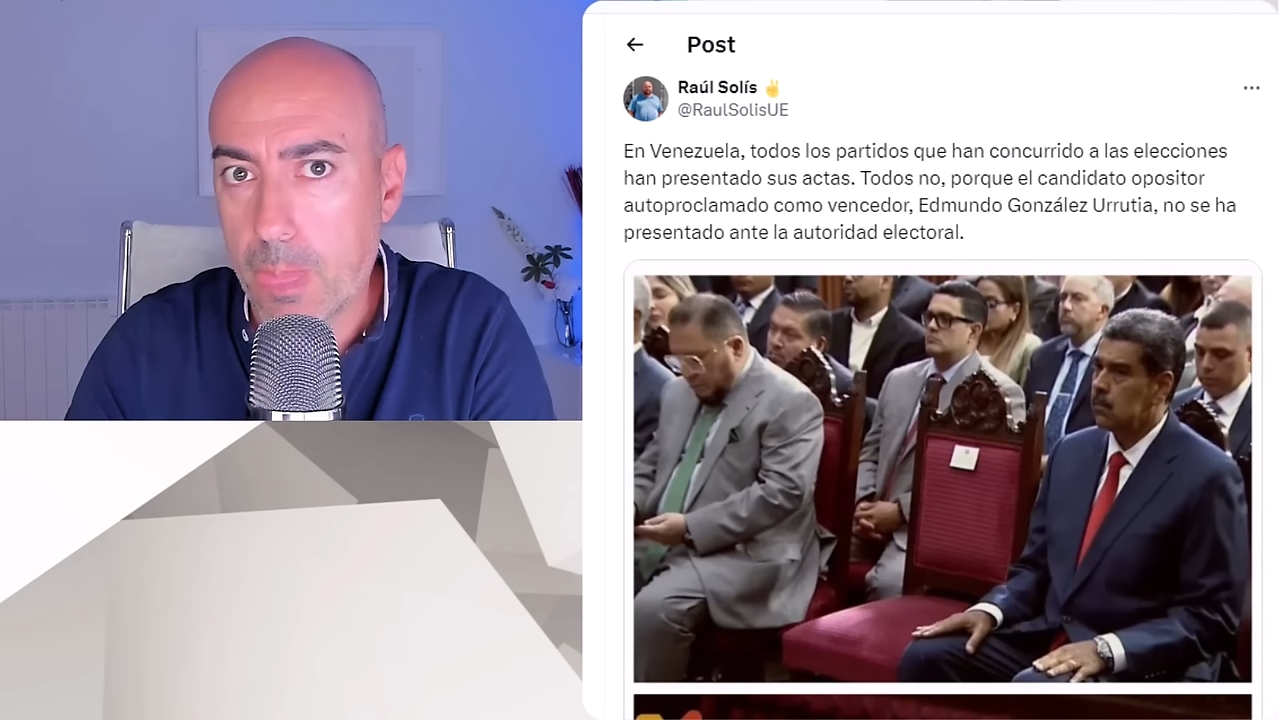 Post
Raúl Solís ✌
@RaulSolisUE
En Venezuela, todos los partidos que han concurrido a las elecciones
han presentado sus actas. Todos no, porque el candidato opositor
autoproclamado como vencedor, Edmundo González Urrutia, no se ha
presentado ante la autoridad electoral.